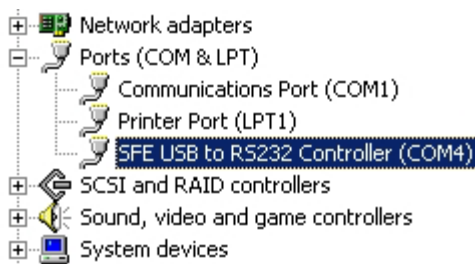 Network adapters
Ports (COM & LPT)
Communications Port (COM1)
Printer Port (LPT1)
SFE USB to RS232 Controller (COM4)
SCSI and RAID controllers
Sound, video and game controllers
System devices